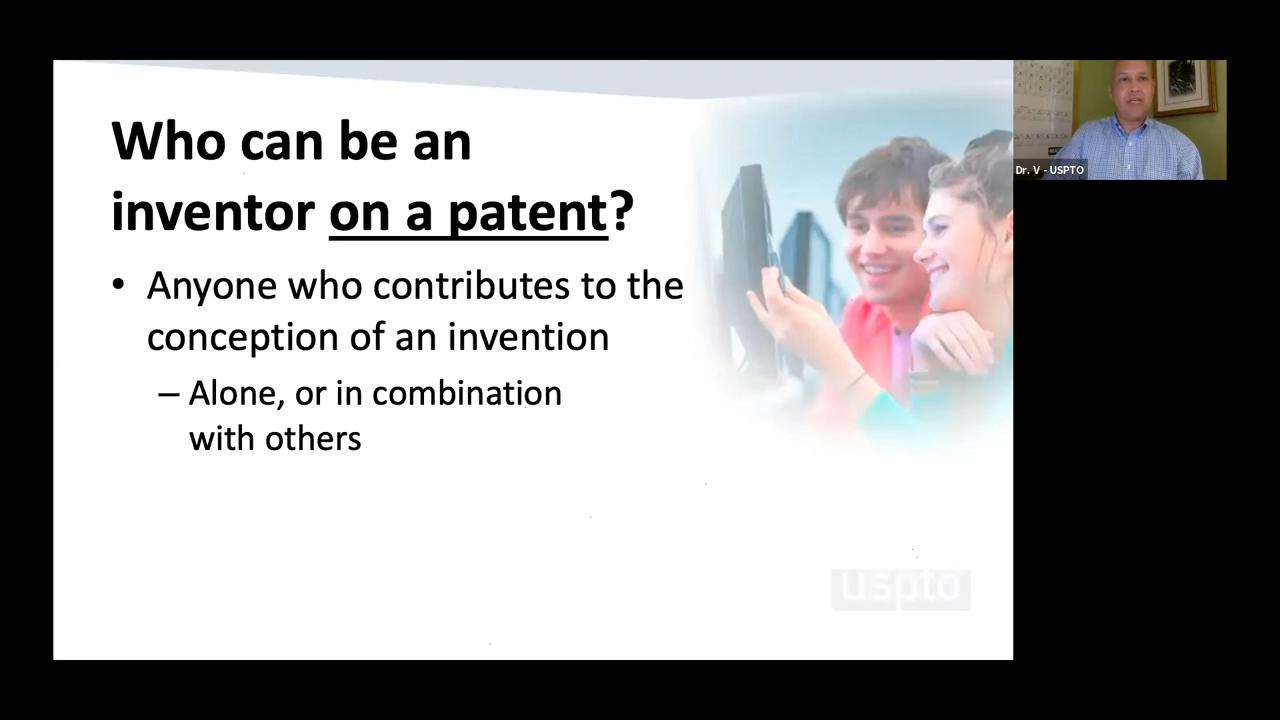 Who can be an
inventor on a patent?
• Anyone who contributes to the
conception of an invention
– Alone, or in combination
with others
uspto
Dr. V - USPTO